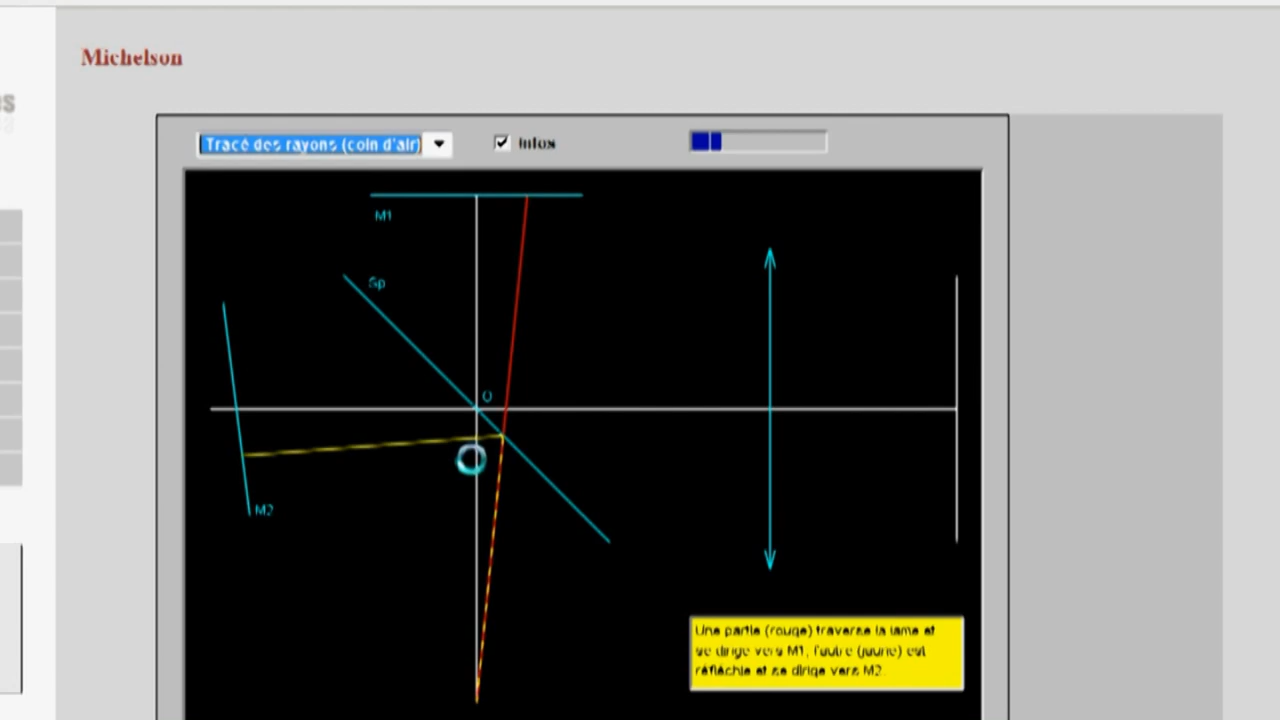 Michelson
Tracé des rayons (coin d'air)
Infos
M1
Sp
O
M2
Une partie (rouge) traverse la lame et
se dirige vers M1, l'autre (jaune) est
réfléchie et se dirige vers M2.